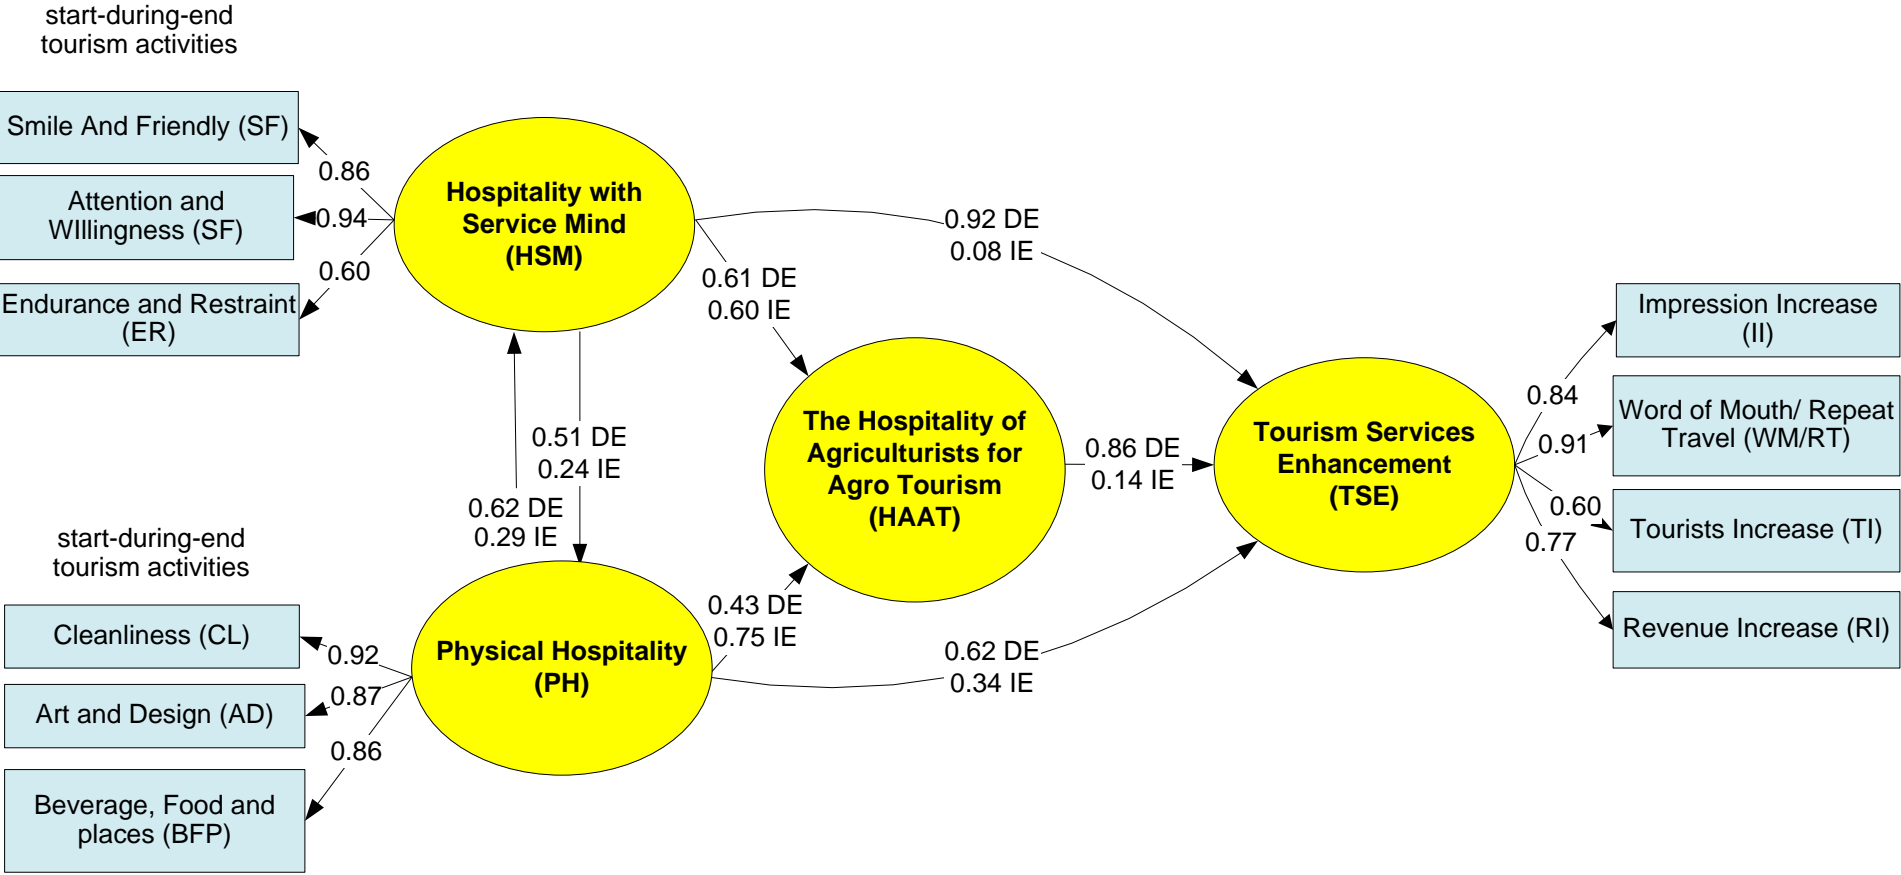 start-during-end
tourism activities
Smile And Friendly (SF)
Attention and
WIllingness (SF)
Endurance and Restraint
(ER)
0.86
0.94
0.60
Hospitality with
Service Mind
(HSM)
0.92 DE
0.08 IE
0.61 DE
0.60 IE
0.51 DE
0.24 IE
0.62 DE
0.29 IE
The Hospitality of
Agriculturists for
Agro Tourism
(HAAT)
0.86 DE
0.14 IE
Tourism Services
Enhancement
(TSE)
0.84
0.91
0.60
0.77
Impression Increase
(II)
Word of Mouth/ Repeat
Travel (WM/RT)
Tourists Increase (TI)
Revenue Increase (RI)
start-during-end
tourism activities
Cleanliness (CL)
Art and Design (AD)
Beverage, Food and
places (BFP)
0.92
0.87
0.86
Physical Hospitality
(PH)
0.43 DE
0.75 IE
0.62 DE
0.34 IE